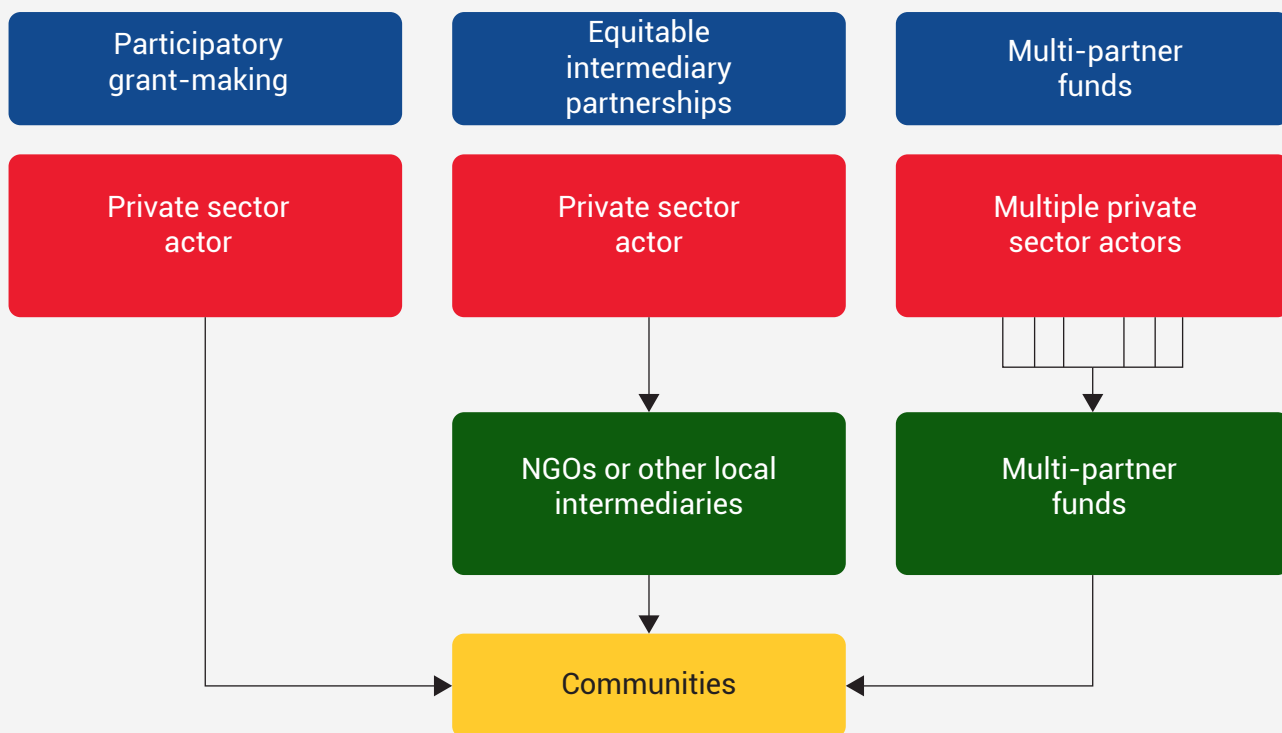 Participatory
grant-making
Equitable
intermediary
partnerships
Multi-partner
funds
Private sector
actor
Private sector
actor
Multiple private
sector actors
NGOs or other local
intermediaries
Multi-partner
funds
Communities